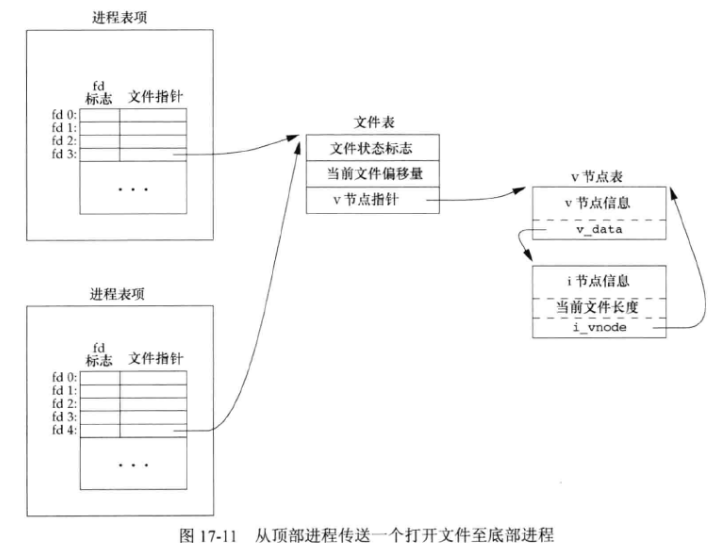 进程表项
fd
标志 文件指针
fd 0:
fd 1:
fd 2:
fd 3:
• • •
文件表
文件状态标志
当前文件偏移量
v 节点指针
v 节点表
v 节点信息
v_data
i 节点信息
当前文件长度
i_vnode
进程表项
fd
标志 文件指针
fd 0:
fd 1:
fd 2:
fd 3:
fd 4:
• • •
图 17-11 从顶部进程传送一个打开文件至底部进程